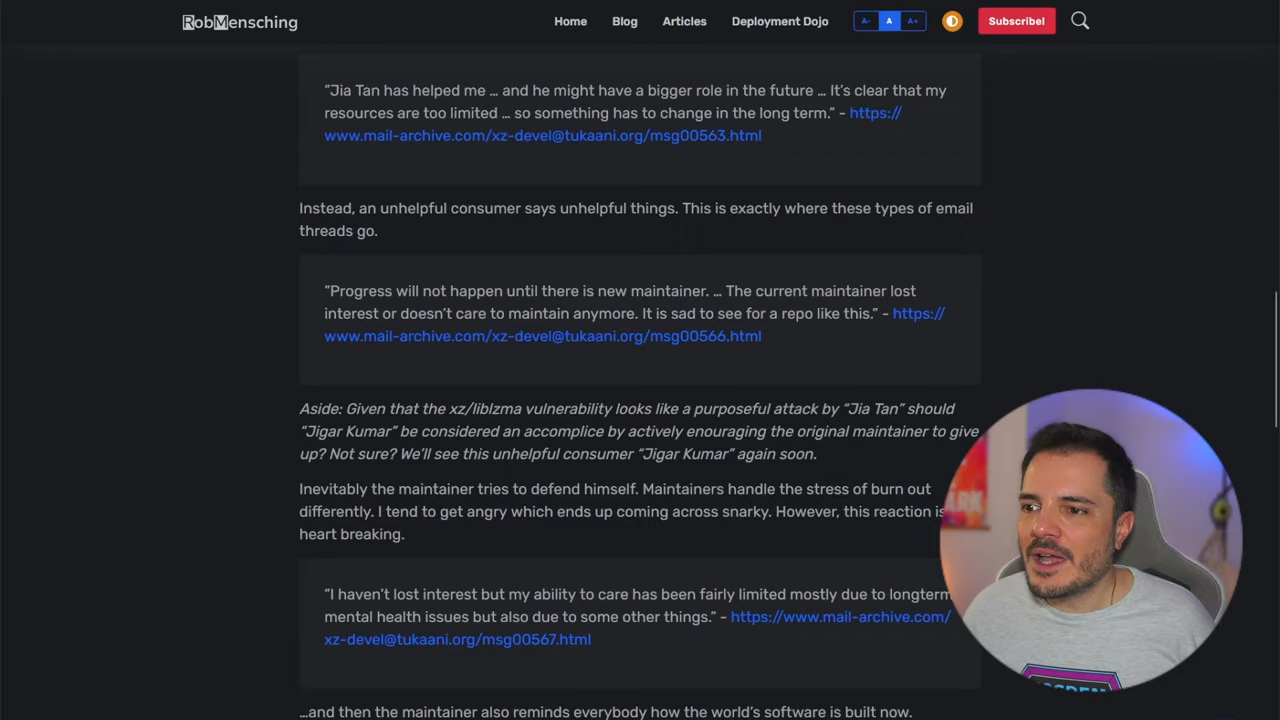 RobMensching
Home
Blog
Articles
Deployment Dojo
A-
A
A+
Subscribe!
"Jia Tan has helped me … and he might have a bigger role in the future … It's clear that my
resources are too limited … so something has to change in the long term." - https://
www.mail-archive.com/xz-devel@tukaani.org/msg00563.html
Instead, an unhelpful consumer says unhelpful things. This is exactly where these types of email
threads go.
"Progress will not happen until there is new maintainer. … The current maintainer lost
interest or doesn't care to maintain anymore. It is sad to see for a repo like this." - https://
www.mail-archive.com/xz-devel@tukaani.org/msg00566.html
Aside: Given that the xz/liblzma vulnerability looks like a purposeful attack by "Jia Tan" should
"Jigar Kumar" be considered an accomplice by actively enouraging the original maintainer to give
up? Not sure? We'll see this unhelpful consumer "Jigar Kumar" again soon.
Inevitably the maintainer tries to defend himself. Maintainers handle the stress of burn out
differently. I tend to get angry which ends up coming across snarky. However, this reaction is
heart breaking.
"I haven't lost interest but my ability to care has been fairly limited mostly due to longterm
mental health issues but also due to some other things." - https://www.mail-archive.com/
xz-devel@tukaani.org/msg00567.html
…and then the maintainer also reminds everybody how the world's software is built now.